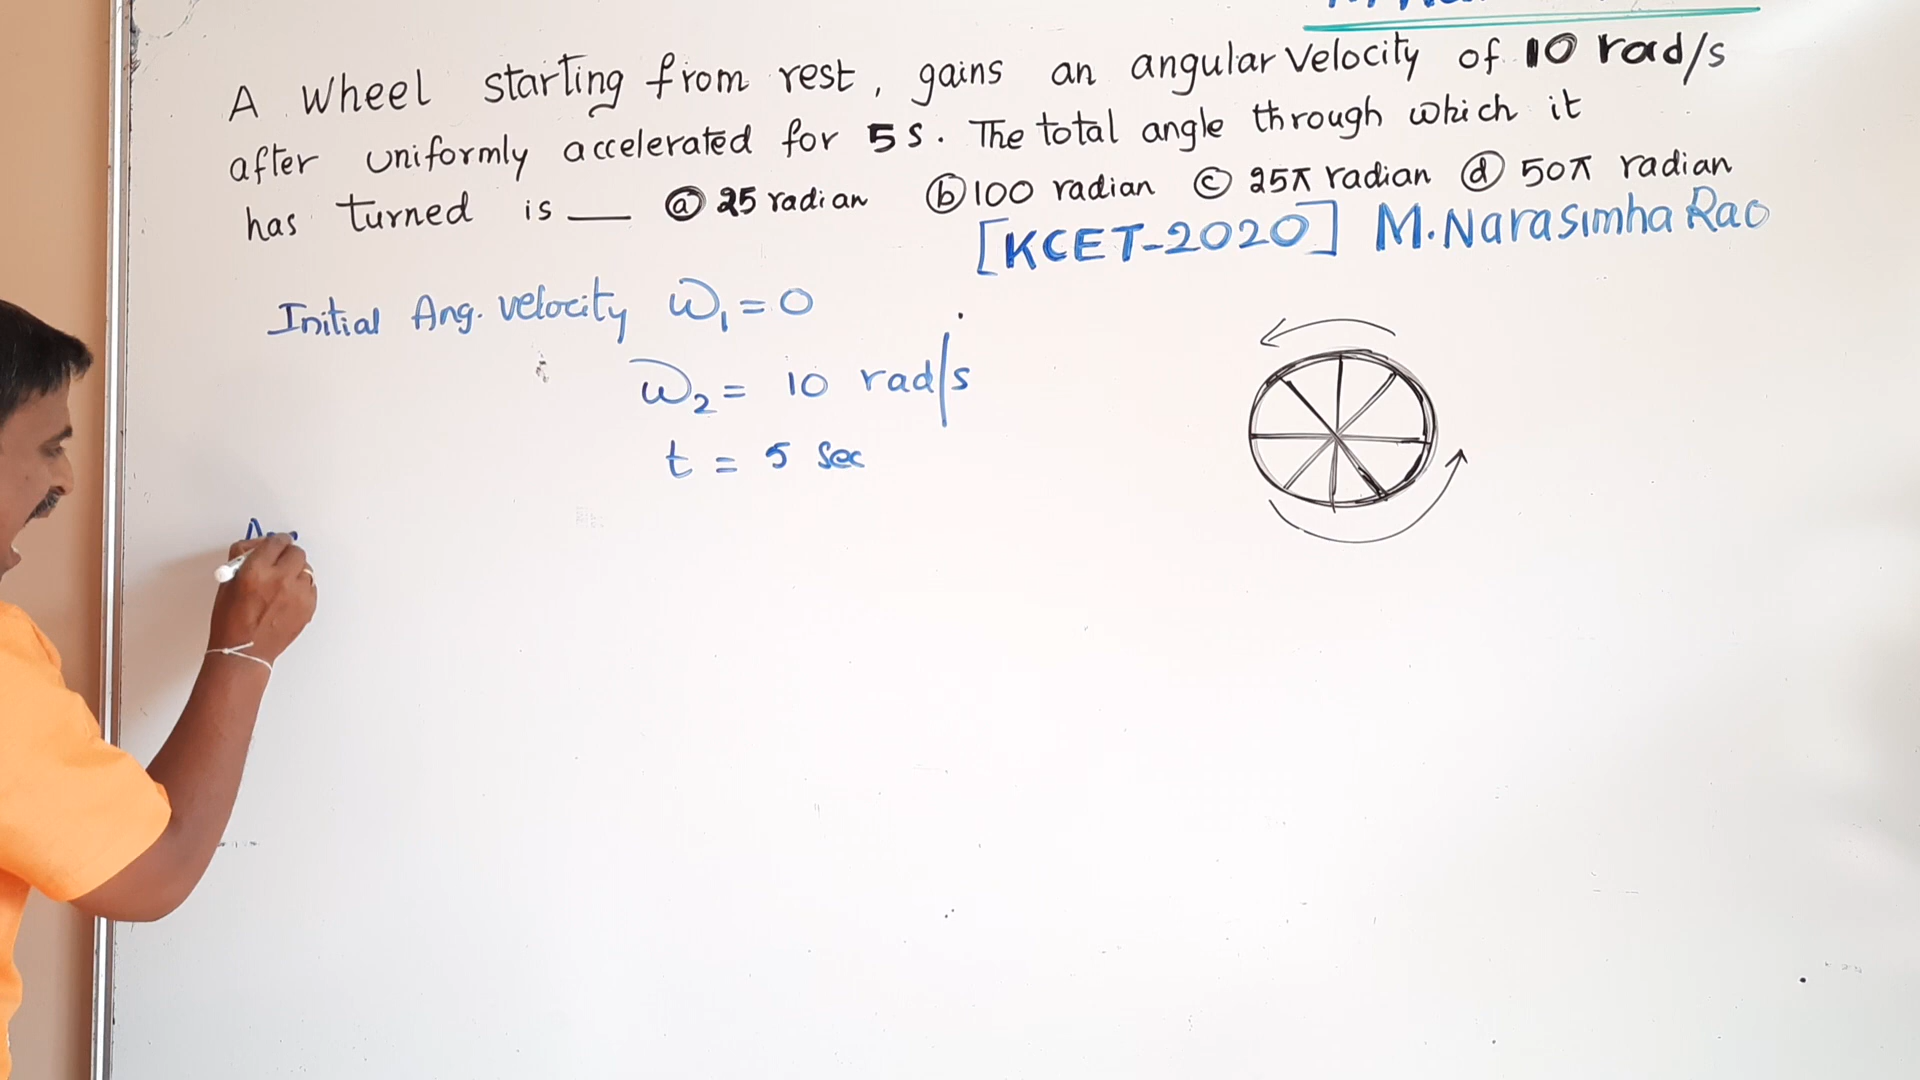 A wheel starting from rest, gains an angular velocity of 10 rad/s
after uniformly accelerated for 5s. The total angle through which it
has turned is ___ ⓐ 25 radian ⓑ 100 radian ⓒ 25π radian ⓓ 50π radian
[KCET-2020] M.Narasimha Rao
Initial Ang. velocity ω₁ = 0
ω₂ = 10 rad/s
t = 5 sec